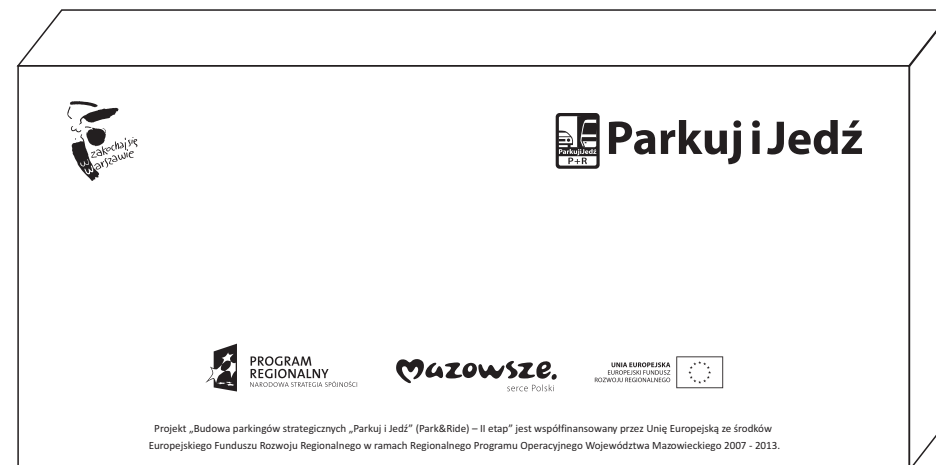 zakochaj się
w warszawie
ParkujiJedź
P+R
Parkuj i Jedź
PROGRAM
REGIONALNY
NARODOWA STRATEGIA SPÓJNOŚCI
Mazowsze.
serce Polski
UNIA EUROPEJSKA
EUROPEJSKI FUNDUSZ
ROZWOJU REGIONALNEGO
Projekt „Budowa parkingów strategicznych „Parkuj i Jedź” (Park&Ride) – II etap” jest współfinansowany przez Unię Europejską ze środków
Europejskiego Funduszu Rozwoju Regionalnego w ramach Regionalnego Programu Operacyjnego Województwa Mazowieckiego 2007 - 2013.